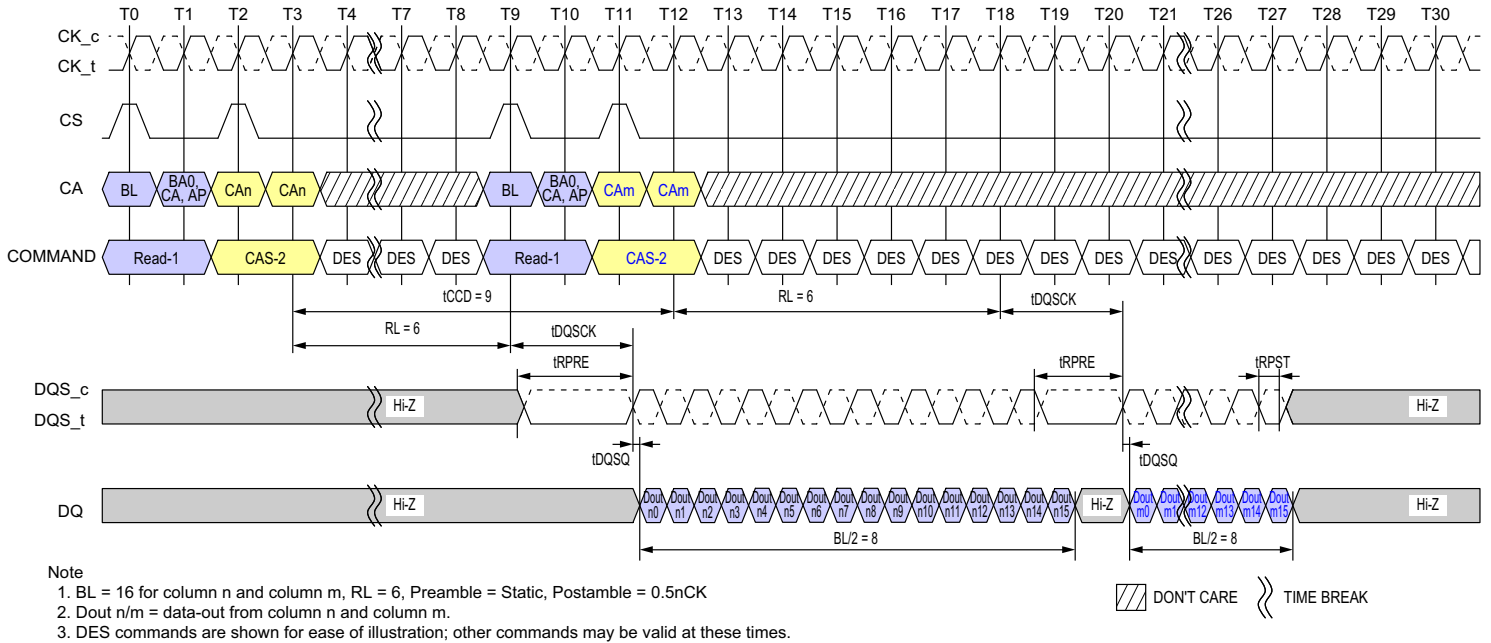 T0 T1 T2 T3 T4 T7 T8 T9 T10 T11 T12 T13 T14 T15 T16 T17 T18 T19 T20 T21 T26 T27 T28 T29 T30
CK_c
CK_t
CS
CA BL BA0, CA, AP CAn CAn BL BA0, CA, AP CAm CAm
COMMAND Read-1 CAS-2 DES DES DES Read-1 CAS-2 DES DES DES DES DES DES DES DES DES DES DES DES DES DES
tCCD = 9 RL = 6 tDQSCK
RL = 6 tDQSCK
tRPRE tRPRE tRPST
DQS_c
DQS_t
Hi-Z Hi-Z
tDQSQ tDQSQ
DQ Hi-Z Dout n0 Dout n1 Dout n2 Dout n3 Dout n4 Dout n5 Dout n6 Dout n7 Dout n8 Dout n9 Dout n10 Dout n11 Dout n12 Dout n13 Dout n14 Dout n15 Hi-Z Dout m0 Dout m1 Dout m12 Dout m13 Dout m14 Dout m15 Hi-Z
BL/2 = 8 BL/2 = 8
Note
1. BL = 16 for column n and column m, RL = 6, Preamble = Static, Postamble = 0.5nCK
2. Dout n/m = data-out from column n and column m.
3. DES commands are shown for ease of illustration; other commands may be valid at these times.
DON'T CARE TIME BREAK